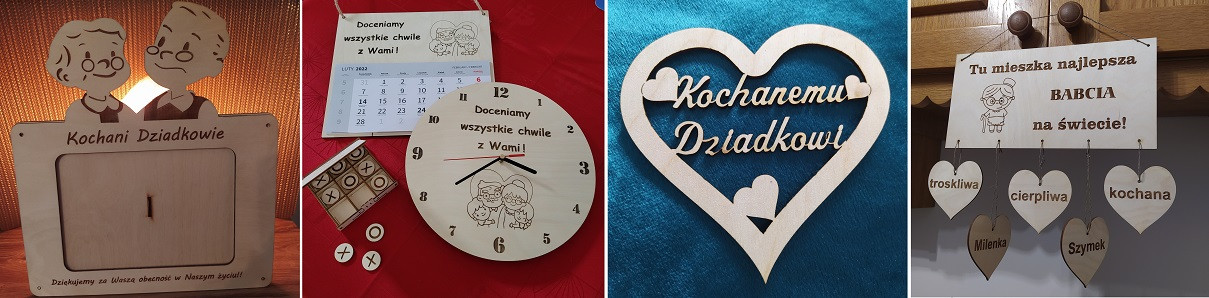 Kochani Dziadkowie
Dziękujemy za Waszą obecność w Naszym życiu!!
Doceniamy
wszystkie chwile
z Wami!
LUTY 2022
1 2 3 4 5 6
7 8 9 10 11 12 13
14 15 16 17 18 19
21 22 23 24 25
28
X O
X O
X O
12
1
2
3
4
5
6
7
8
9
10
11
Doceniamy
wszystkie chwile
z Wami!
Kochanemu
Dziadkowi
Tu mieszka najlepsza
BABCIA
na świecie!
troskliwa
cierpliwa
kochana
Milenka
Szymek